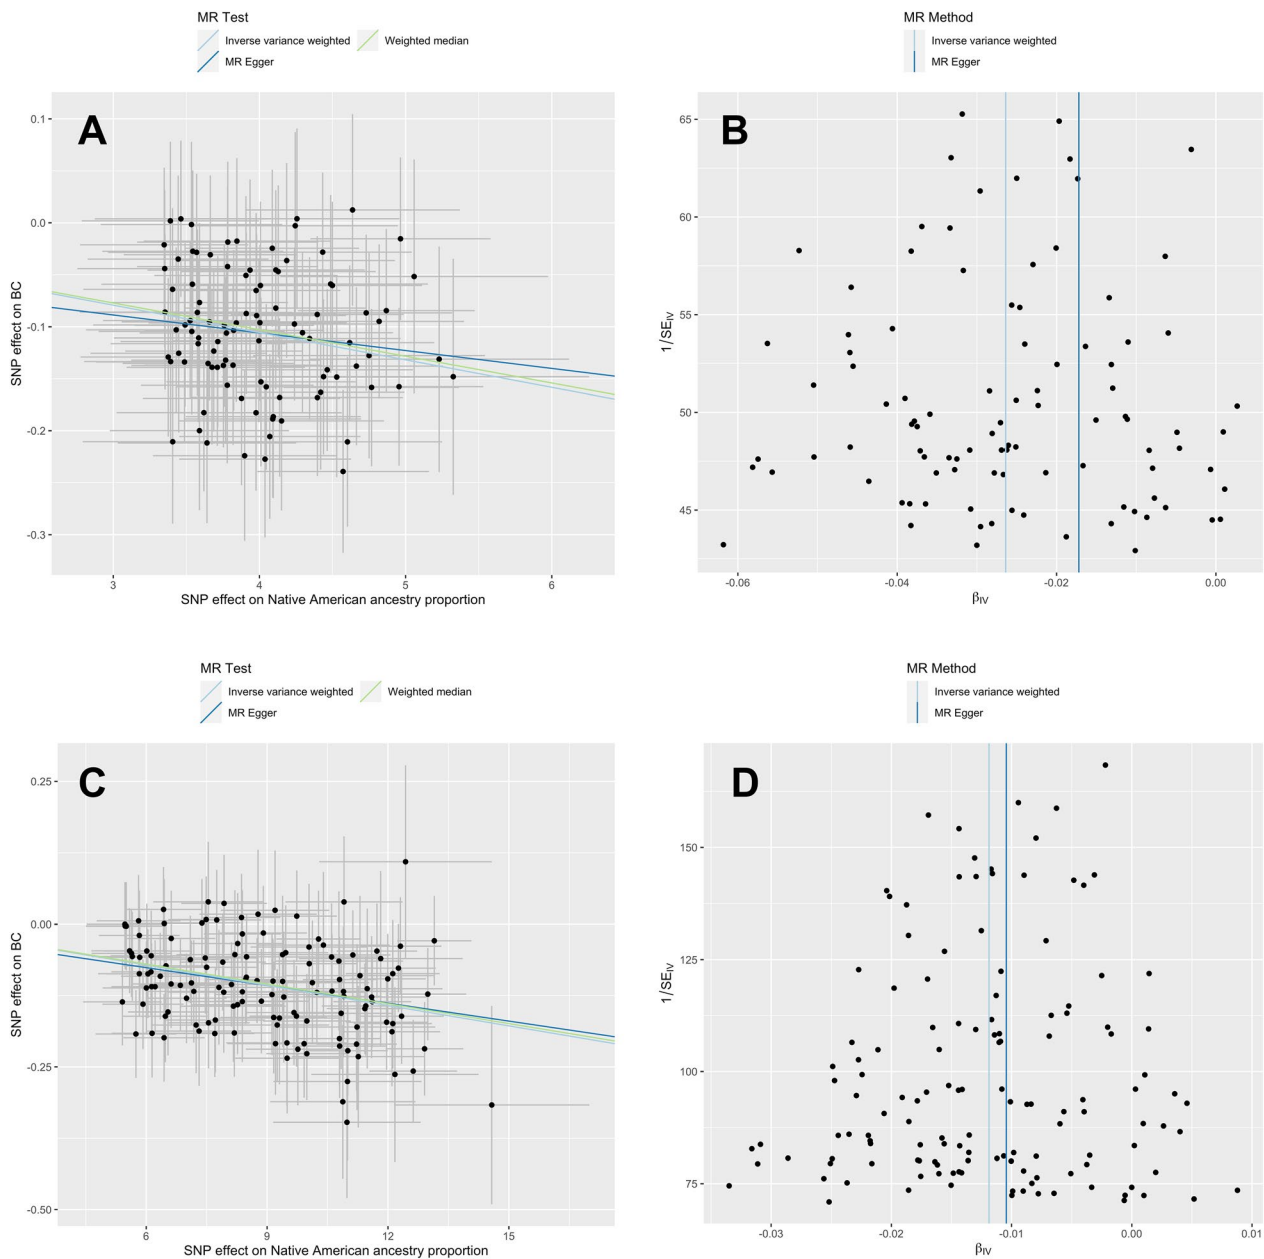 MR Test
Inverse variance weighted
Weighted median
MR Egger
A
SNP effect on BC
0.1
0.0
-0.1
-0.2
-0.3
3
4
5
6
SNP effect on Native American ancestry proportion
MR Method
Inverse variance weighted
MR Egger
B
1/SE_IV
65
60
55
50
45
-0.06
-0.04
-0.02
0.00
β_IV
MR Test
Inverse variance weighted
Weighted median
MR Egger
C
SNP effect on BC
0.25
0.00
-0.25
-0.50
6
9
12
15
SNP effect on Native American ancestry proportion
MR Method
Inverse variance weighted
MR Egger
D
1/SE_IV
150
125
100
75
-0.03
-0.02
-0.01
0.00
0.01
β_IV